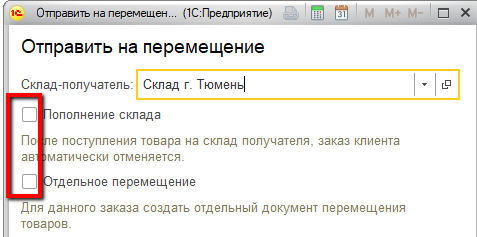 Отправить на перемещен... (1С:Предприятие) M M+ M-
Отправить на перемещение
Склад-получатель: Склад г. Тюмень
Пополнение склада
После поступления товара на склад получателя, заказ клиента
автоматически отменяется.
Отдельное перемещение
Для данного заказа создать отдельный документ перемещения
товаров.